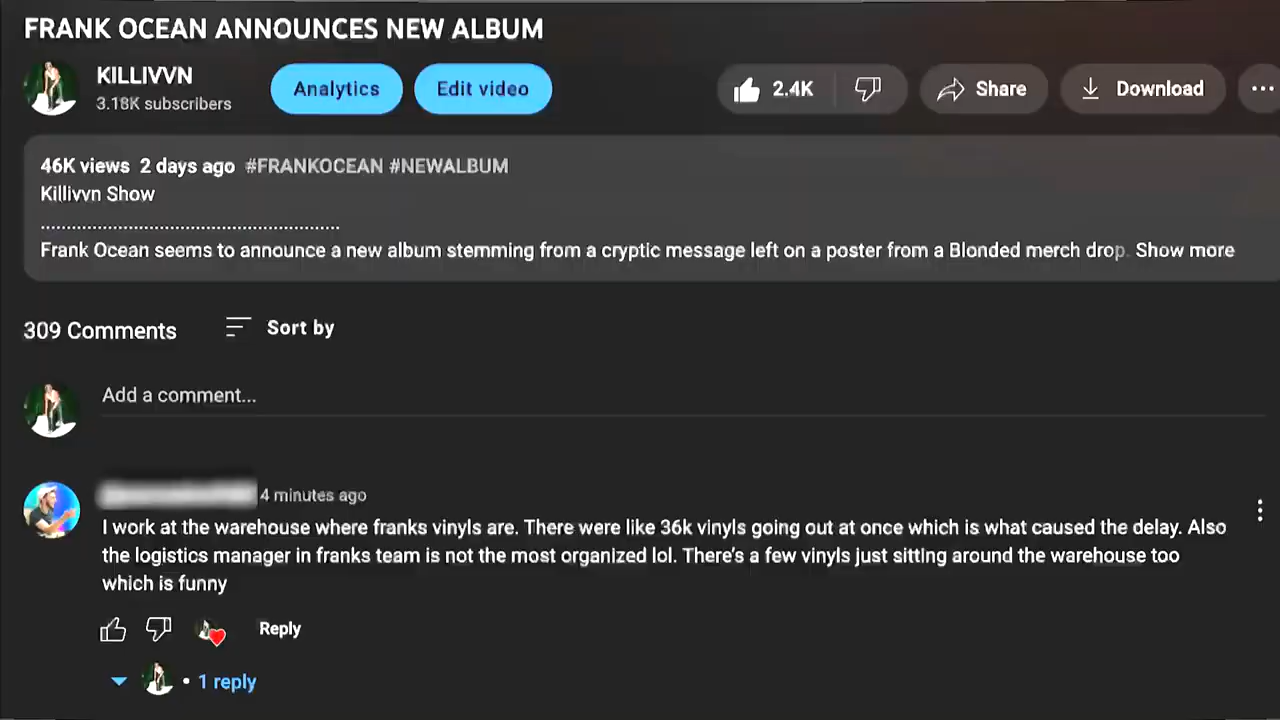 FRANK OCEAN ANNOUNCES NEW ALBUM
KILLIVVN
3.18K subscribers
Analytics
Edit video
2.4K
Share
Download
46K views 2 days ago #FRANKOCEAN #NEWALBUM
Killivvn Show
......................................................................
Frank Ocean seems to announce a new album stemming from a cryptic message left on a poster from a Blonded merch drop. Show more
309 Comments
Sort by
Add a comment...
4 minutes ago
I work at the warehouse where franks vinyls are. There were like 36k vinyls going out at once which is what caused the delay. Also
the logistics manager in franks team is not the most organized lol. There's a few vinyls just sitting around the warehouse too
which is funny
Reply
• 1 reply